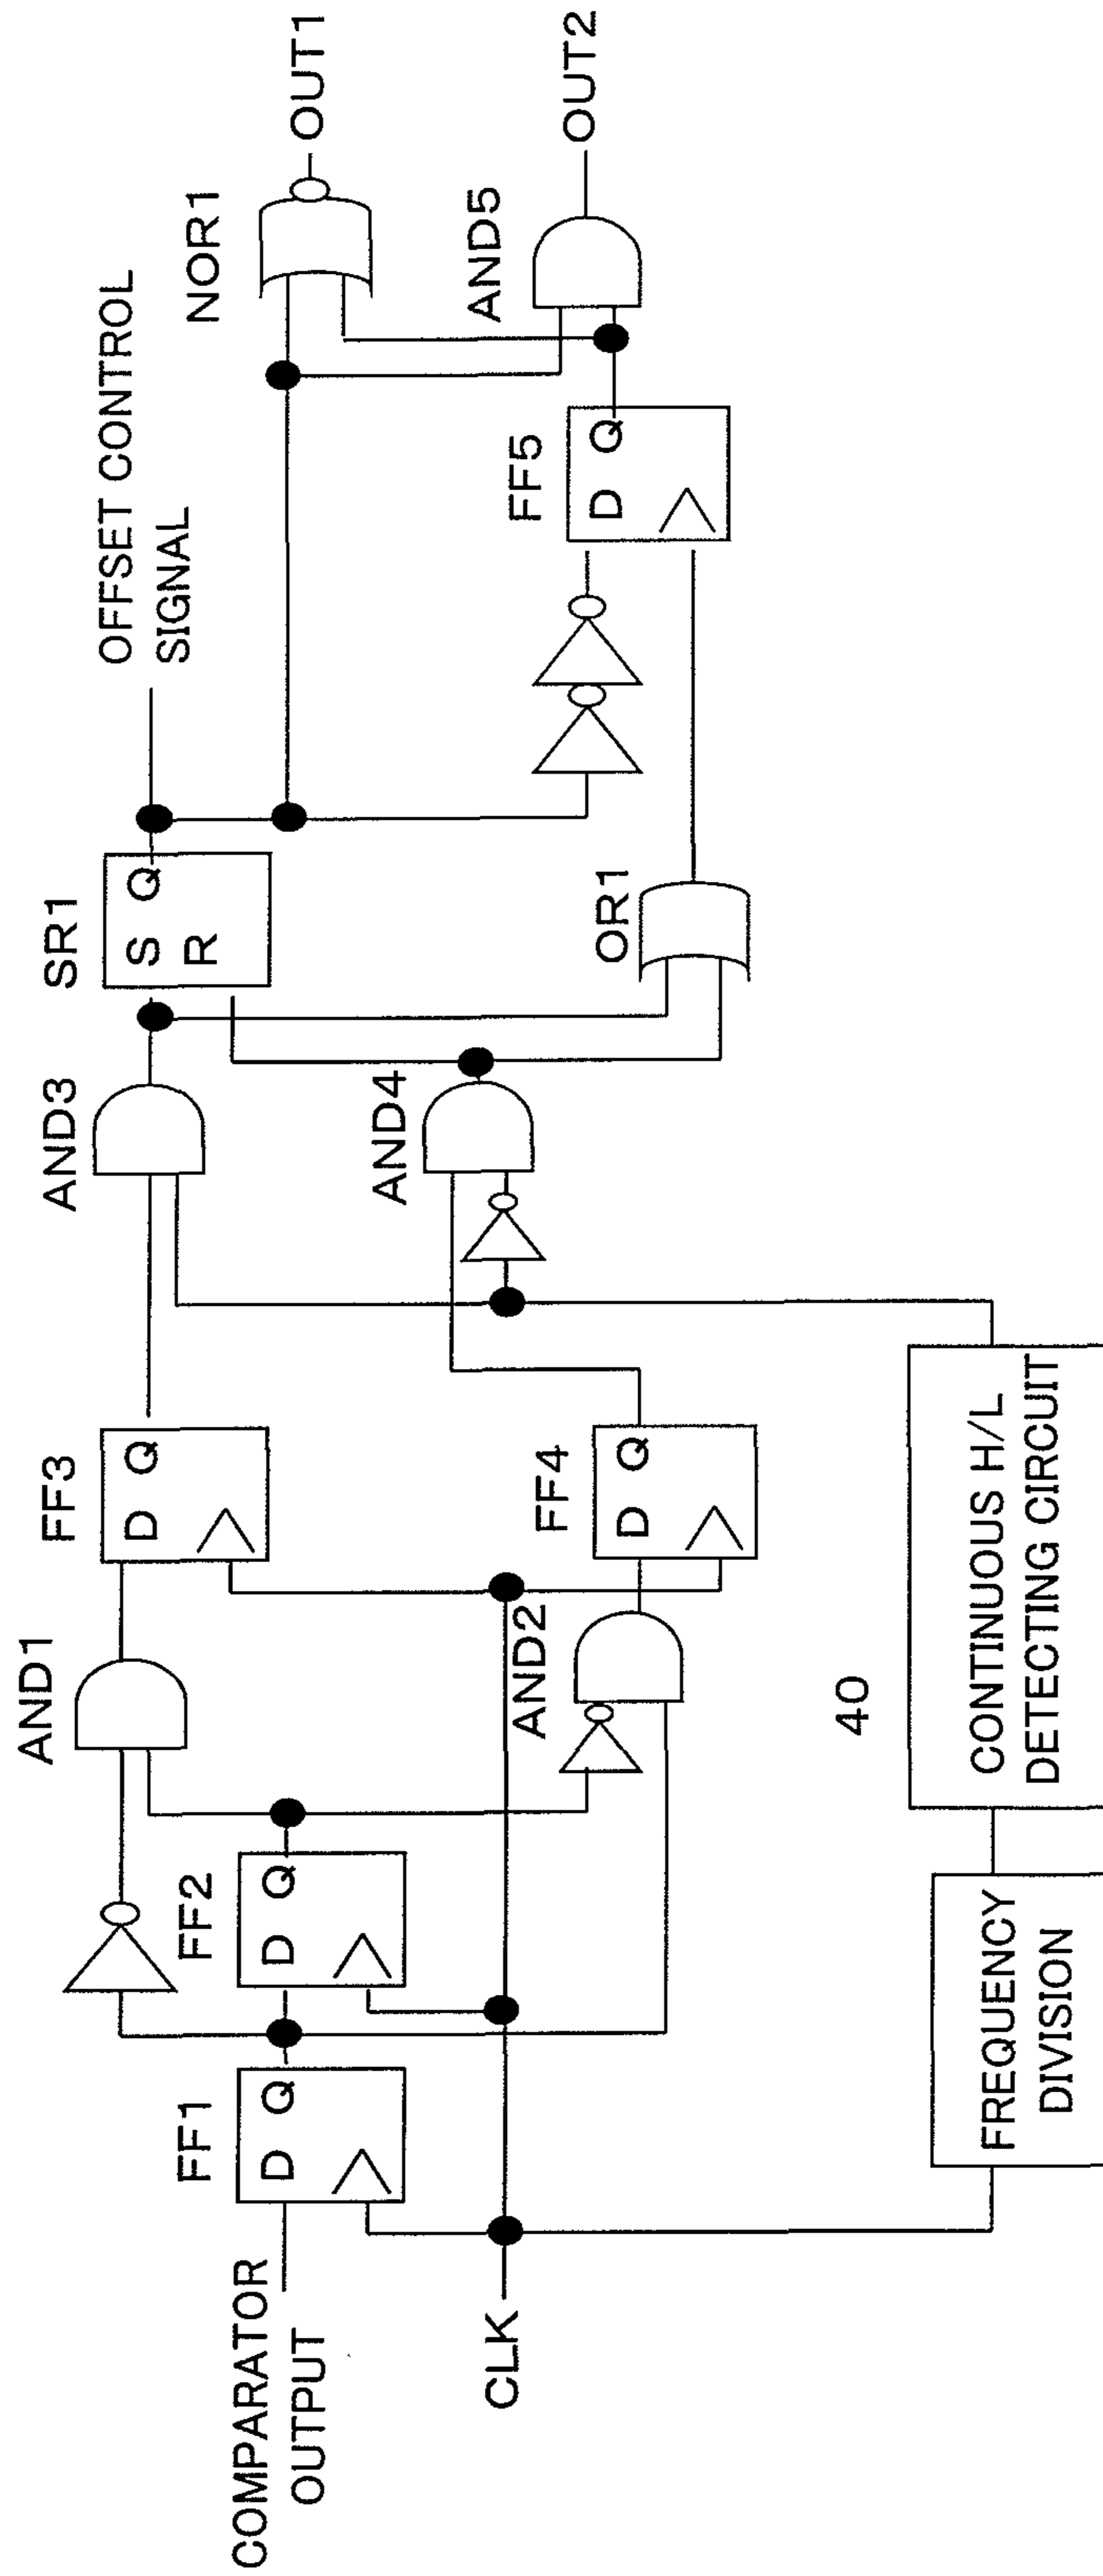 COMPARATOR
OUTPUT
CLK
FF1
D Q
FF2
D Q
AND1
AND2
FF3
D Q
FF4
D Q
40
FREQUENCY
DIVISION
CONTINUOUS H/L
DETECTING CIRCUIT
AND3
AND4
SR1
S Q
R
OR1
OFFSET CONTROL
SIGNAL
FF5
D Q
NOR1
AND5
OUT1
OUT2